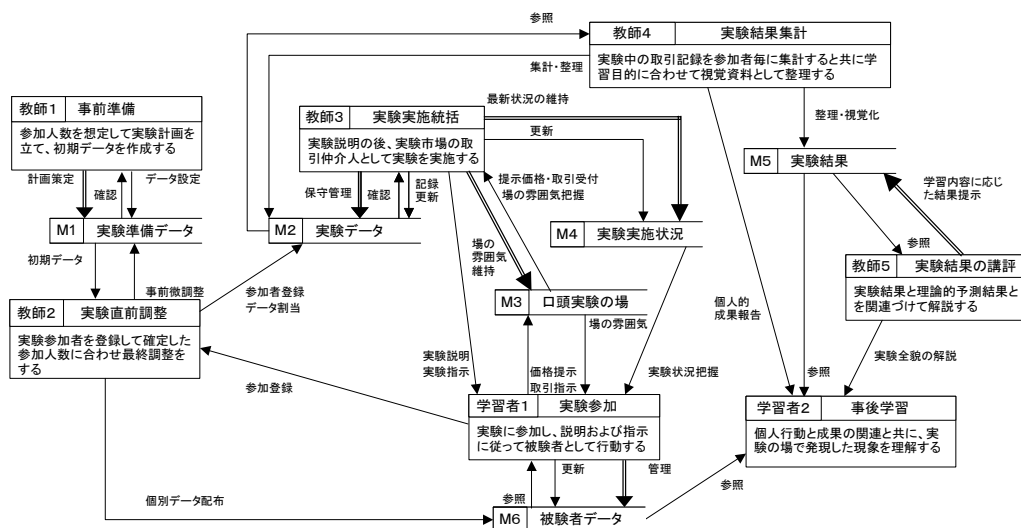 参照
教師4 実験結果集計
実験中の取引記録を参加者毎に集計すると共に学
習目的に合わせて視覚資料として整理する
集計・整理
最新状況の維持
教師1 事前準備
参加人数を想定して実験計画を
立て、初期データを作成する
教師3 実験実施統括
実験説明の後、実験市場の取
引仲介人として実験を実施する
更新
整理・視覚化
計画策定
確認
データ設定
保守管理
確認
記録
更新
提示価格・取引受付
場の雰囲気把握
M5 実験結果
学習内容に応じ
た結果提示
M1 実験準備データ
M2 実験データ
M4 実験実施状況
初期データ
事前微調整
場の
雰囲気
維持
参照
教師5 実験結果の講評
実験結果と理論的予測結果と
を関連づけて解説する
参加者登録
データ割当
M3 口頭実験の場
場の雰囲気
個人的
成果報告
教師2 実験直前調整
実験参加者を登録して確定した
参加人数に合わせ最終調整を
する
実験説明
実験指示
価格提示
取引指示
実験状況把握
参照
実験全貌の解説
参加登録
学習者1 実験参加
実験に参加し、説明および指示
に従って被験者として行動する
学習者2 事後学習
個人行動と成果の関連と共に、実
験の場で発現した現象を理解する
参照
更新
管理
参照
個別データ配布
M6 被験者データ